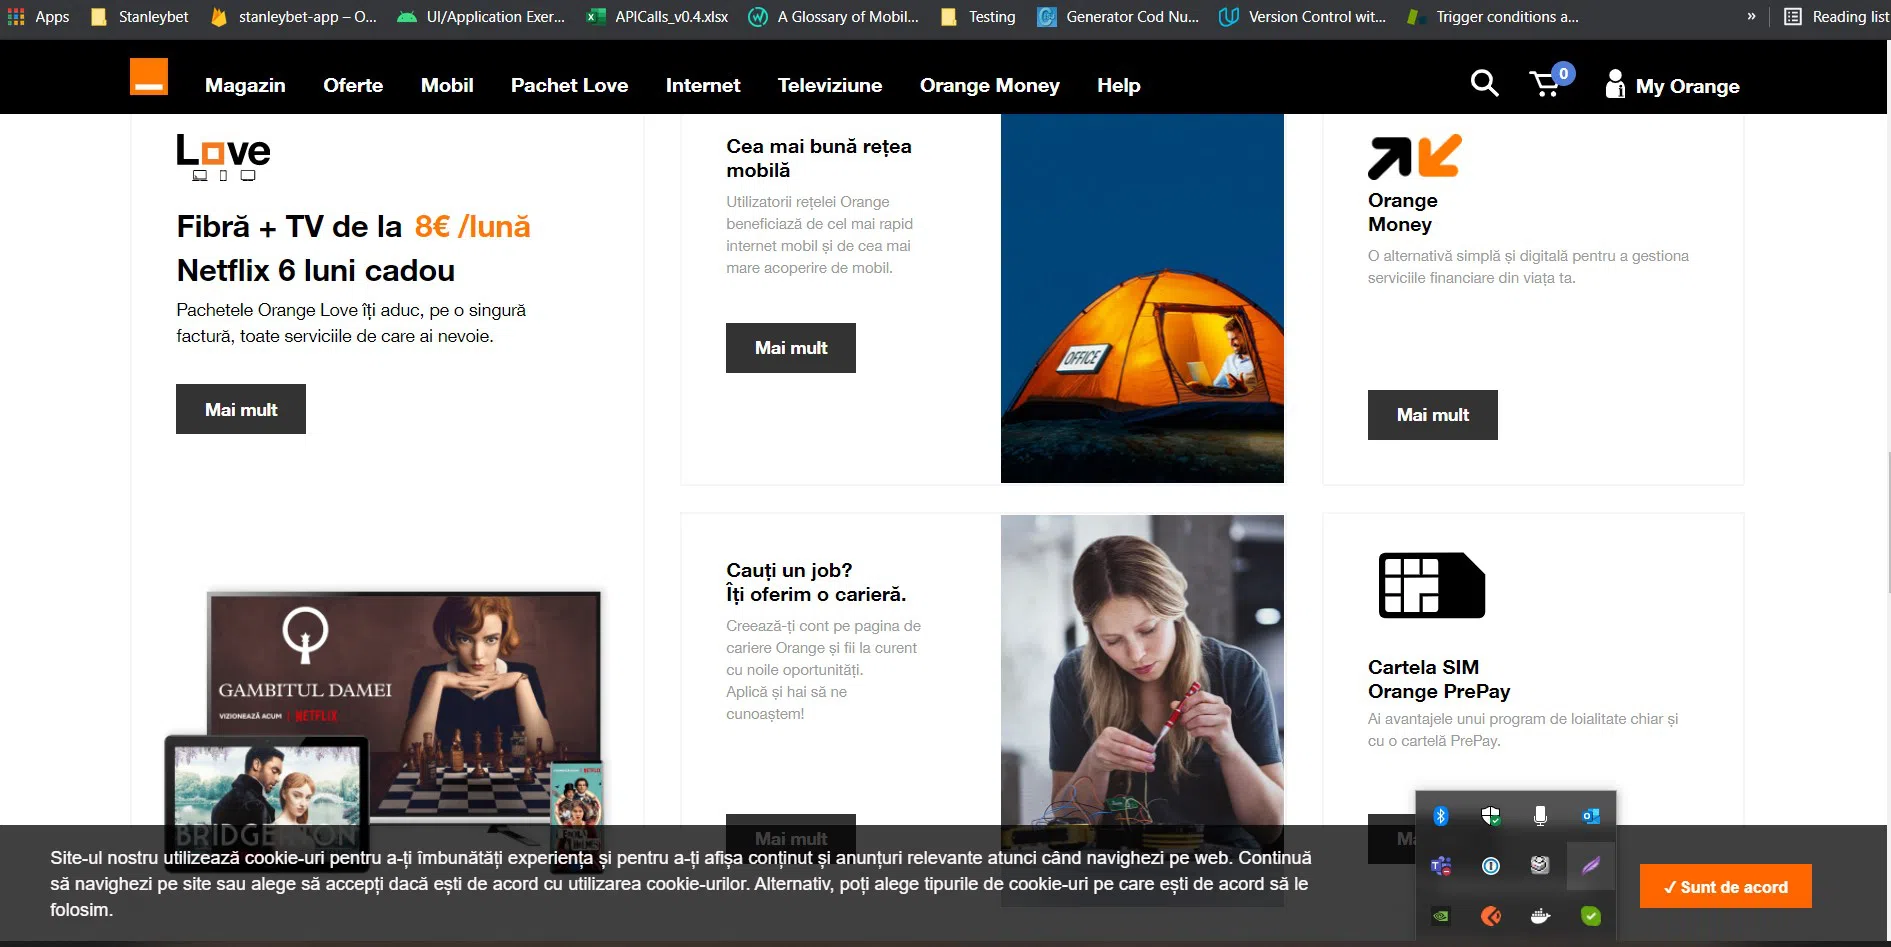 Apps
Stanleybet
stanleybet-app – O...
UI/Application Exer...
APICalls_v0.4.xlsx
A Glossary of Mobil...
Testing
Generator Cod Nu...
Version Control wit...
Trigger conditions a...
»
Reading list
Magazin
Oferte
Mobil
Pachet Love
Internet
Televiziune
Orange Money
Help
0
My Orange
Love
Fibră + TV de la 8€ /lună
Netflix 6 luni cadou
Pachetele Orange Love îți aduc, pe o singură
factură, toate serviciile de care ai nevoie.
Mai mult
GAMBITUL DAMEI
VIZIONEAZĂ ACUM | NETFLIX
BRIDGERTON
Cea mai bună rețea
mobilă
Utilizatorii rețelei Orange
beneficiază de cel mai rapid
internet mobil și de cea mai
mare acoperire de mobil.
Mai mult
OFFICE
Orange
Money
O alternativă simplă și digitală pentru a gestiona
serviciile financiare din viața ta.
Mai mult
Cauți un job?
Îți oferim o carieră.
Creează-ți cont pe pagina de
cariere Orange și fii la curent
cu noile oportunități.
Aplică și hai să ne
cunoaștem!
Mai mult
Cartela SIM
Orange PrePay
Ai avantajele unui program de loialitate chiar și
cu o cartelă PrePay.
Site-ul nostru utilizează cookie-uri pentru a-ți îmbunătăți experiența și pentru a-ți afișa conținut și anunțuri relevante atunci când navighezi pe web. Continuă
să navighezi pe site sau alege să accepți dacă ești de acord cu utilizarea cookie-urilor. Alternativ, poți alege tipurile de cookie-uri pe care ești de acord să le
folosim.
✓ Sunt de acord